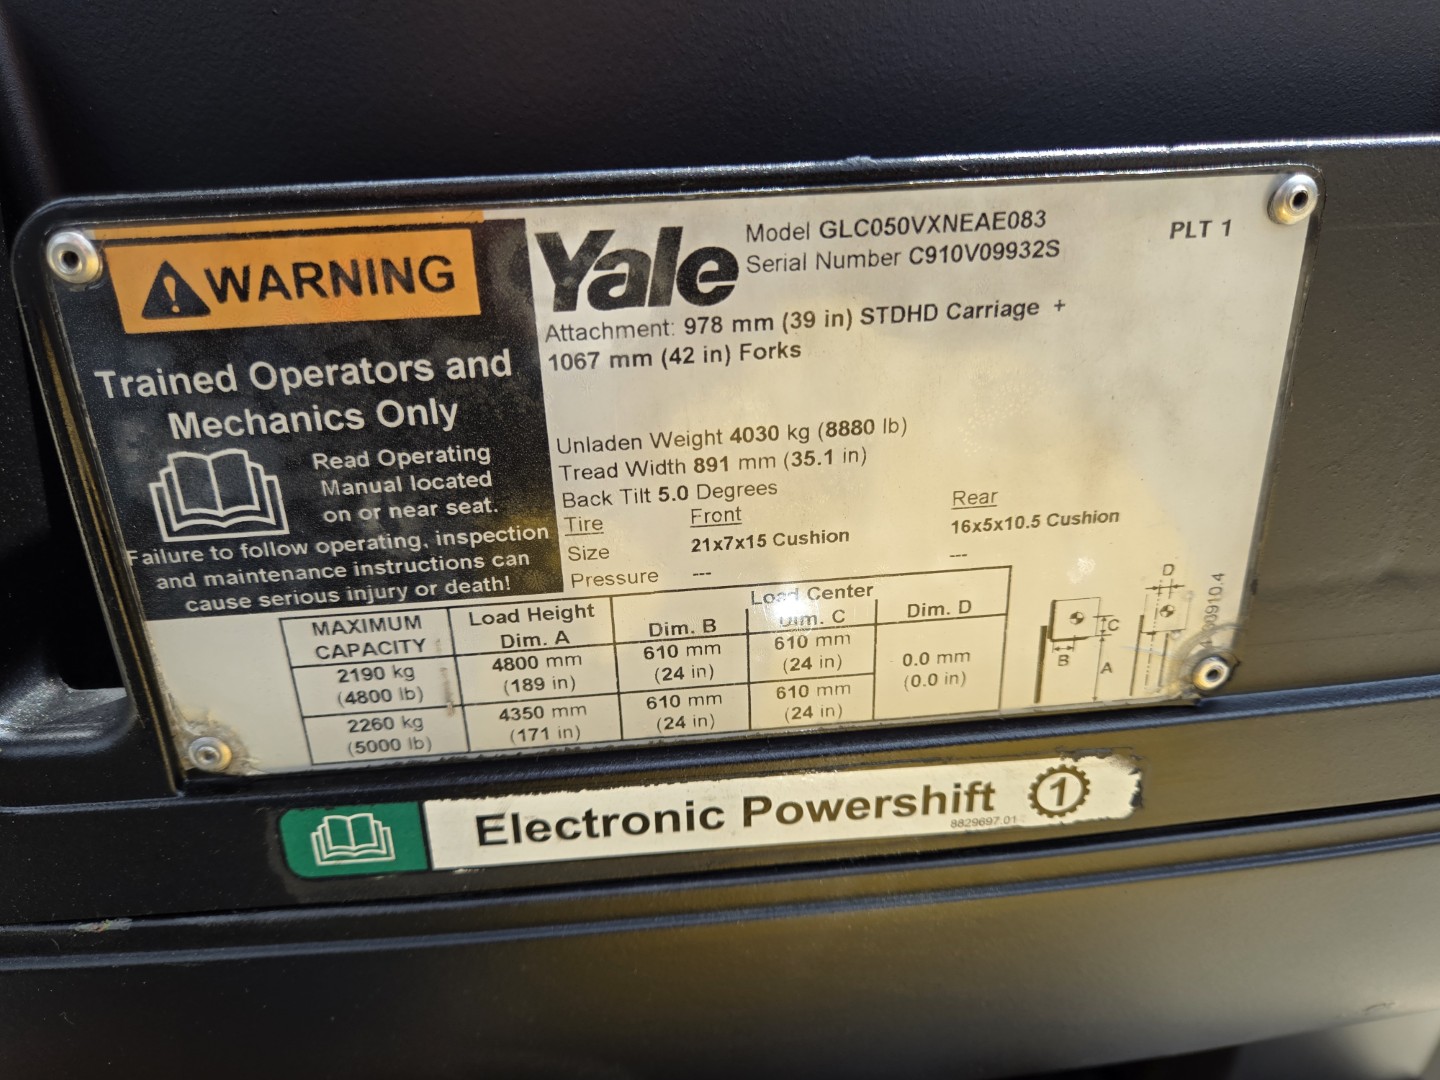 WARNING
Trained Operators and
Mechanics Only
Read Operating
Manual located
on or near seat.
Failure to follow operating, inspection
and maintenance instructions can
cause serious injury or death!
Yale
Model GLC050VXNEAE083
Serial Number C910V09932S
PLT 1
Attachment: 978 mm (39 in) STDHD Carriage +
1067 mm (42 in) Forks
Unladen Weight 4030 kg (8880 lb)
Tread Width 891 mm (35.1 in)
Back Tilt 5.0 Degrees
Tire Front Rear
Size 21x7x15 Cushion 16x5x10.5 Cushion
Pressure --- ---
MAXIMUM
CAPACITY
Load Height
Dim. A
Load Center
Dim. B Dim. C Dim. D
2190 kg
(4800 lb)
4800 mm
(189 in)
610 mm
(24 in)
610 mm
(24 in)
0.0 mm
(0.0 in)
2260 kg
(5000 lb)
4350 mm
(171 in)
610 mm
(24 in)
610 mm
(24 in)
B
C
A
D
Electronic Powershift 1
8829697.01